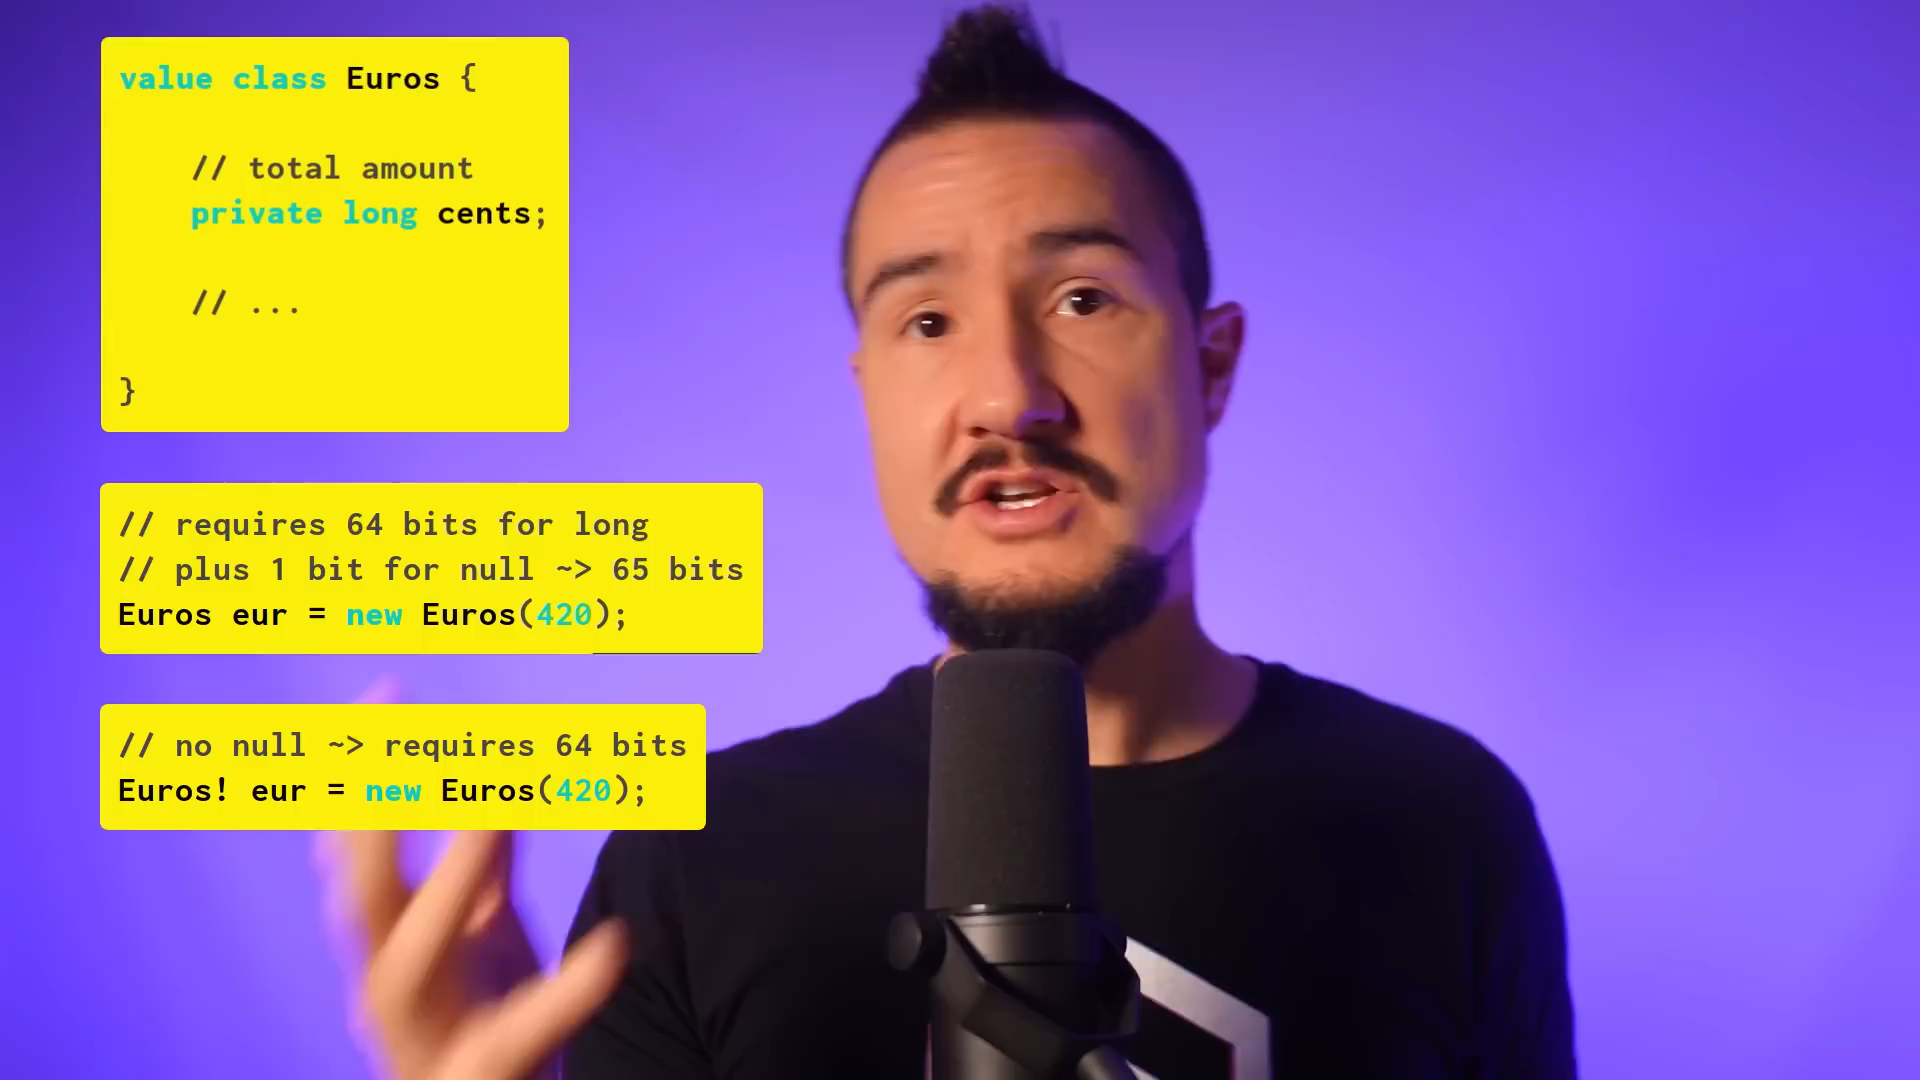 value class Euros {
// total amount
private long cents;
// ...
}
// requires 64 bits for long
// plus 1 bit for null ~> 65 bits
Euros eur = new Euros(420);
// no null ~> requires 64 bits
Euros! eur = new Euros(420);